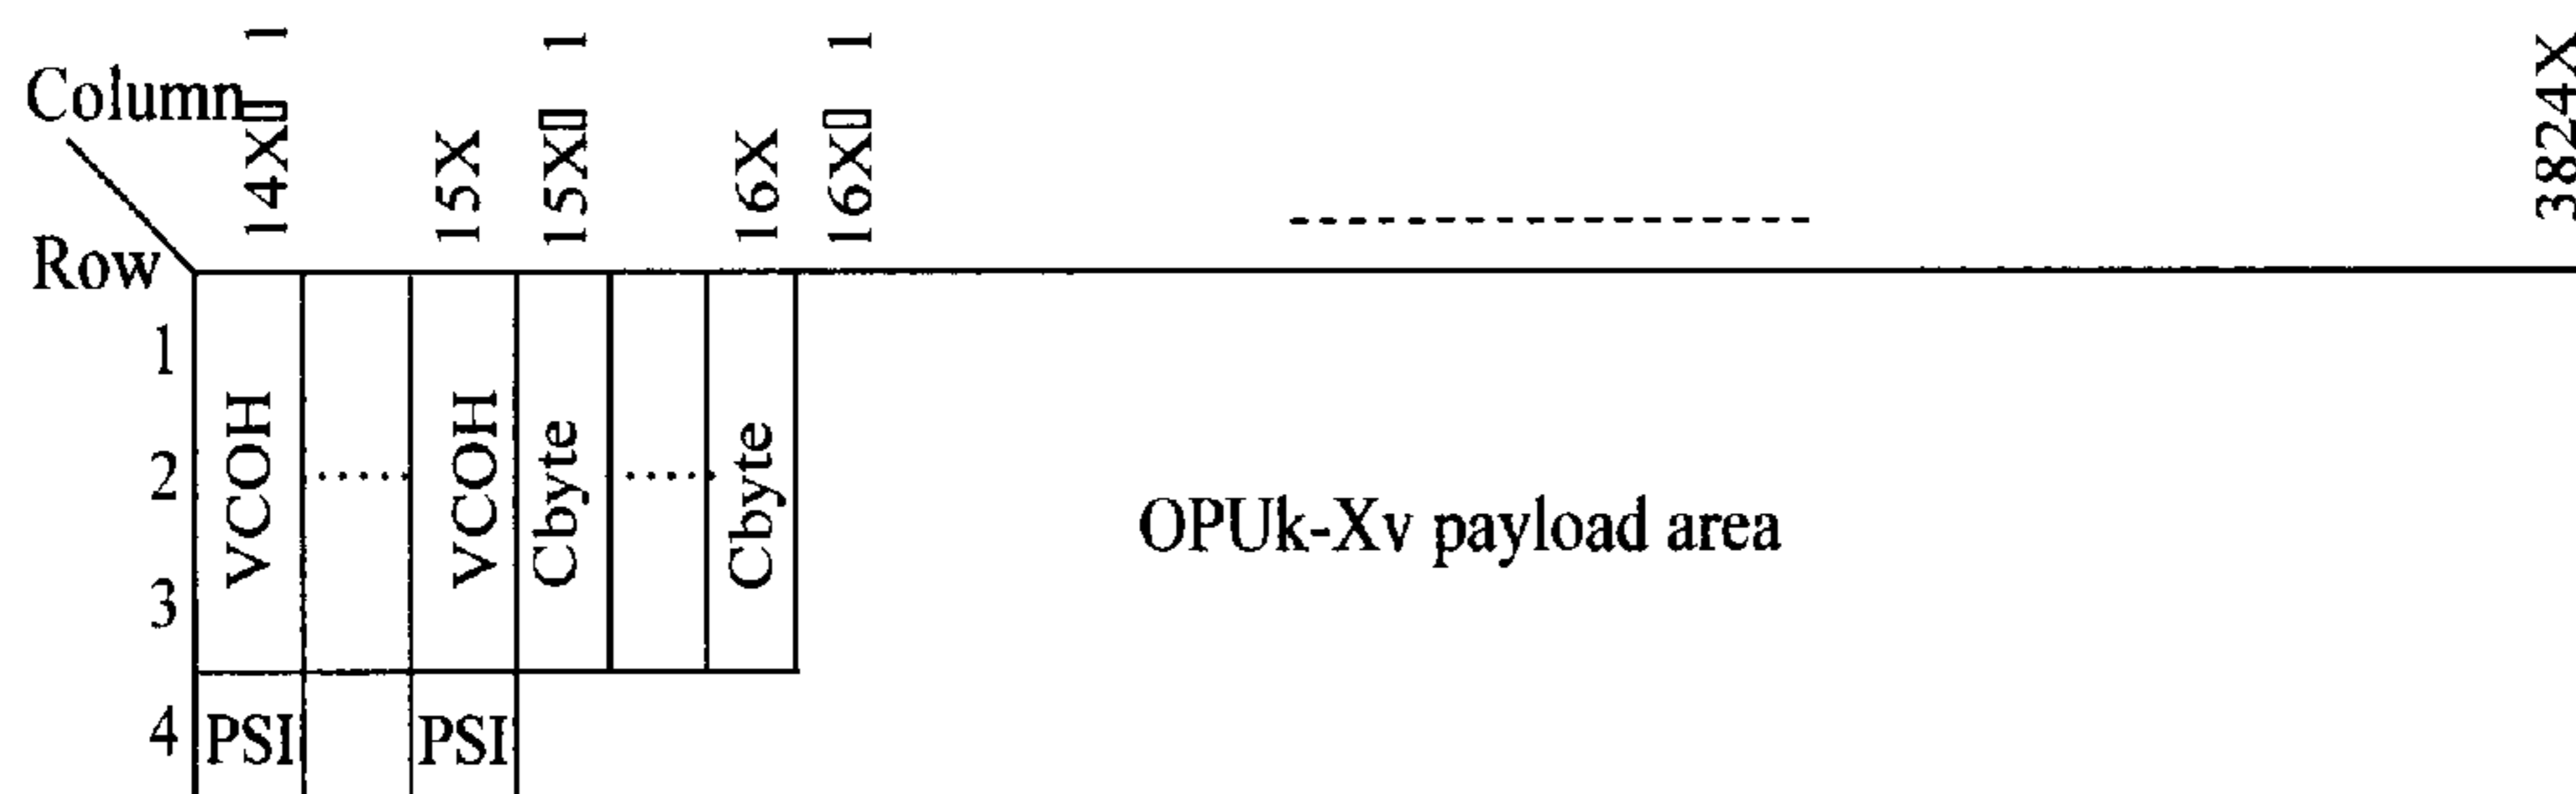 Column
14X▯ 1
15X
15X▯ 1
16X
16X▯ 1
3824X
Row
1
2
3
4
VCOH
.....
VCOH
Cbyte
.....
Cbyte
OPUk-Xv payload area
PSI
PSI